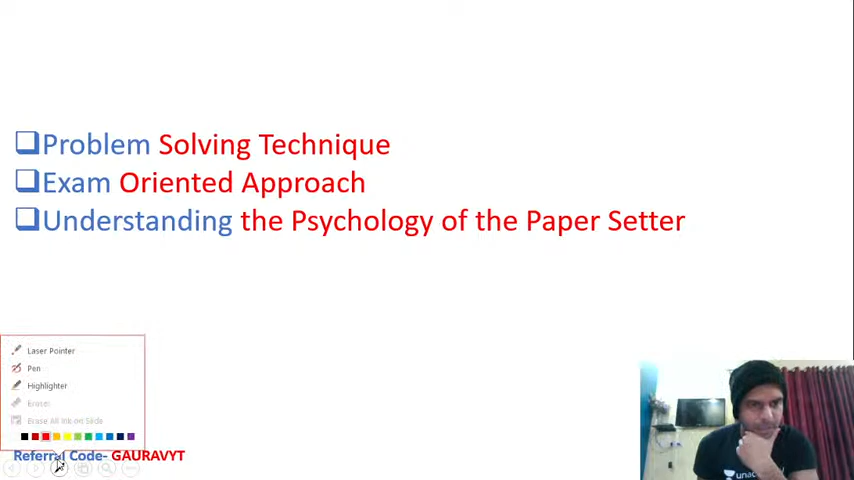 Problem Solving Technique
Exam Oriented Approach
Understanding the Psychology of the Paper Setter
Laser Pointer
Pen
Highlighter
Eraser
Erase All Ink on Slide
Referral Code- GAURAVYT